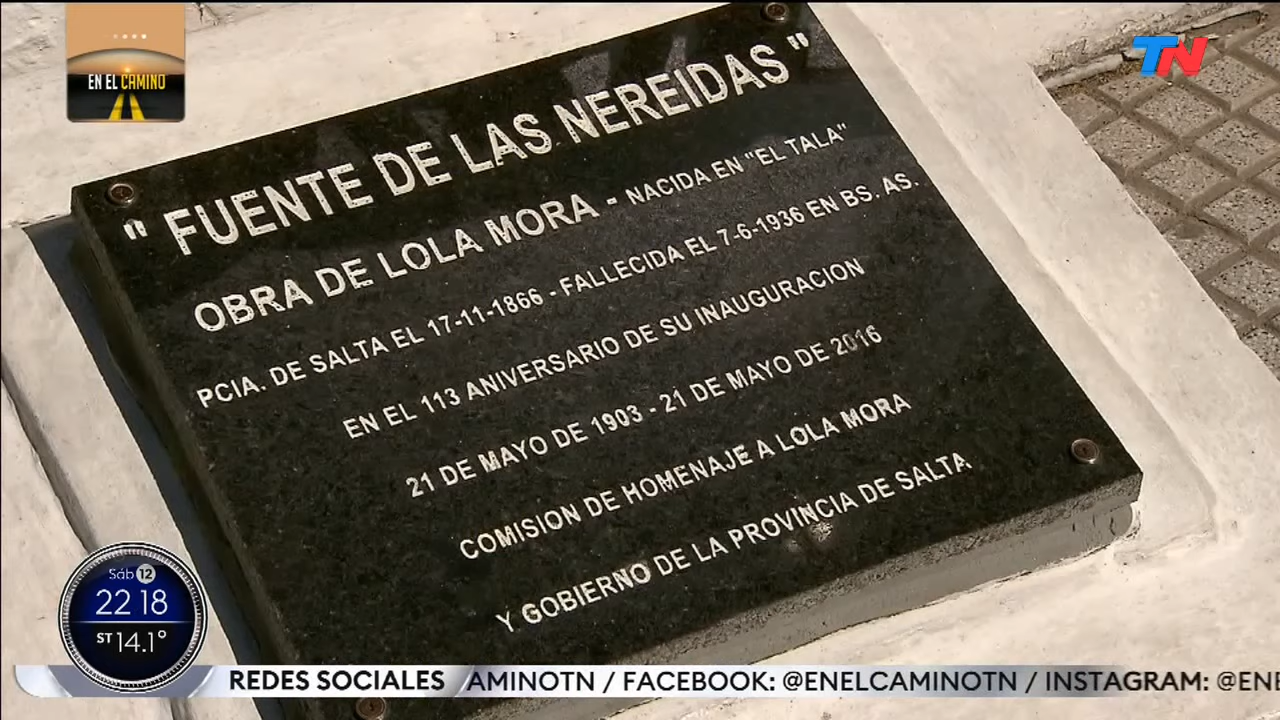 EN EL CAMINO
TN
" FUENTE DE LAS NEREIDAS "
OBRA DE LOLA MORA - NACIDA EN "EL TALA"
PCIA. DE SALTA EL 17-11-1866 - FALLECIDA EL 7-6-1936 EN BS. AS.
EN EL 113 ANIVERSARIO DE SU INAUGURACION
21 DE MAYO DE 1903 - 21 DE MAYO DE 2016
COMISION DE HOMENAJE A LOLA MORA
Y GOBIERNO DE LA PROVINCIA DE SALTA
Sáb 12
22 18
ST 14.1°
REDES SOCIALES AMINOTN / FACEBOOK: @ENELCAMINOTN / INSTAGRAM: @ENE